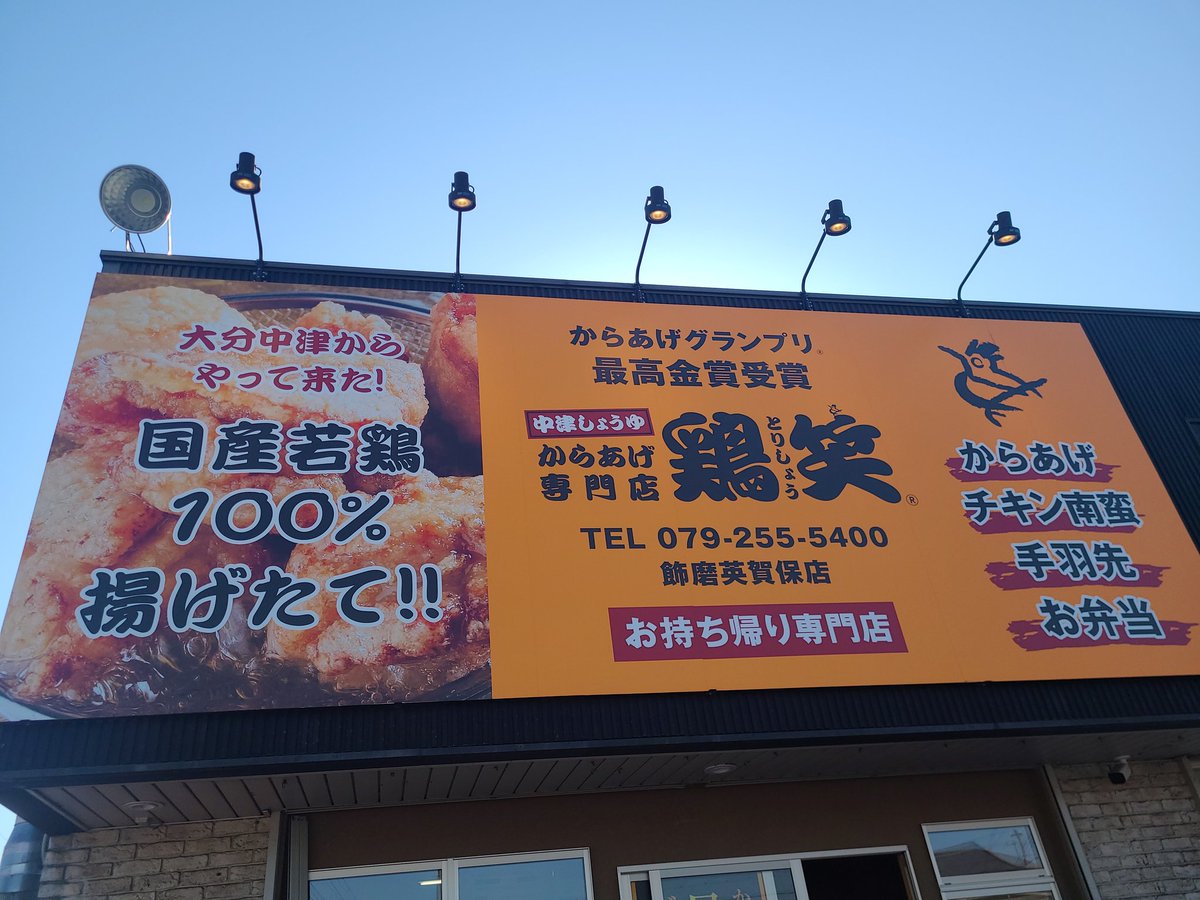 大分中津から
やって来た!
国産若鶏
100%
揚げたて!!
からあげグランプリ®
最高金賞受賞
中津しょうゆ
からあげ
専門店
鶏笑®
とりしょう
TEL 079-255-5400
飾磨英賀保店
お持ち帰り専門店
からあげ
チキン南蛮
手羽先
お弁当